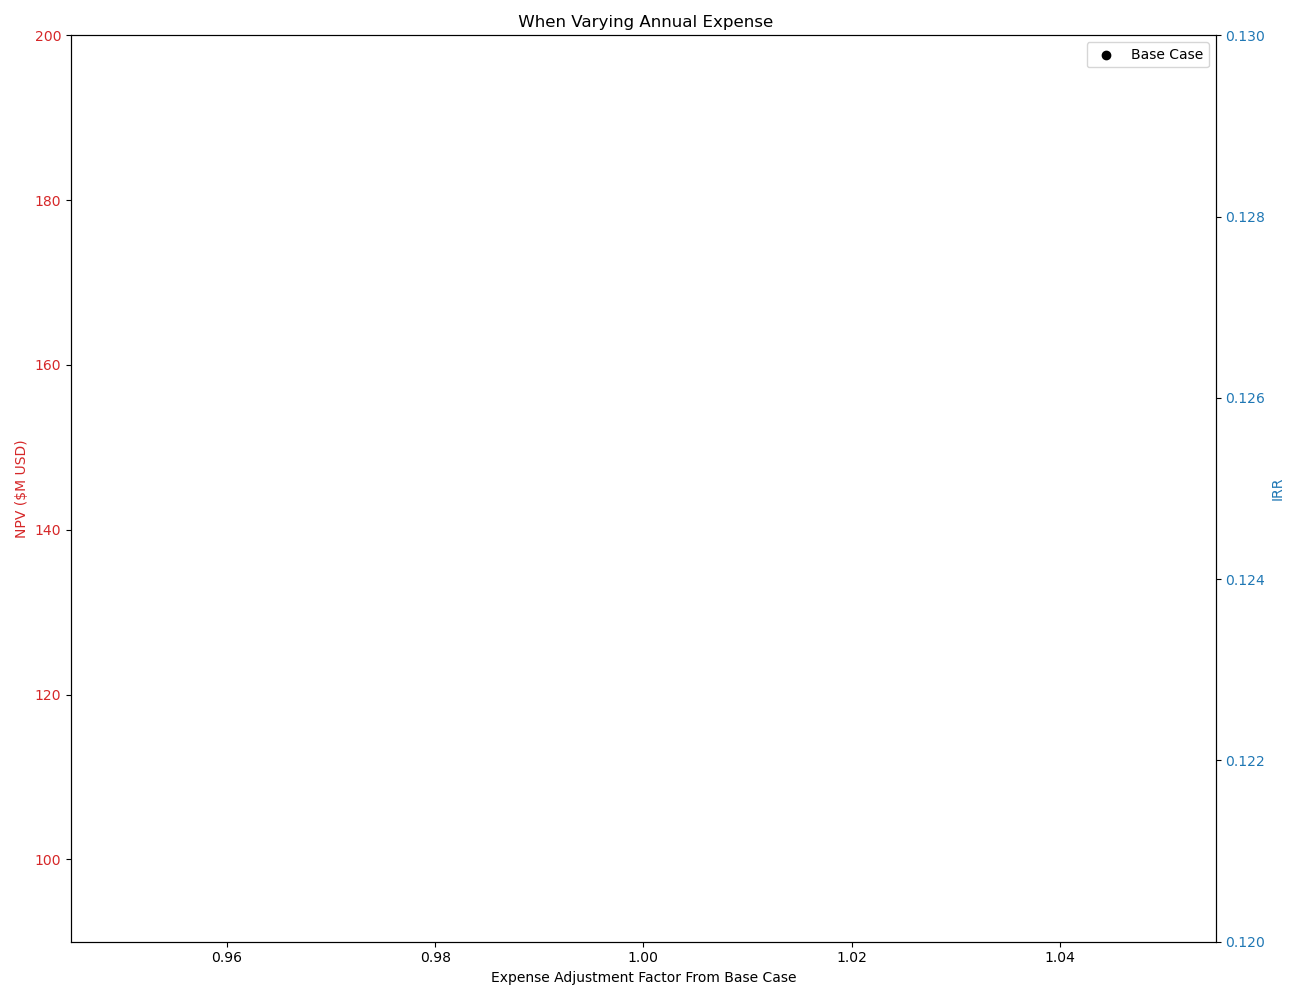 When Varying Annual Expense
Base Case
200
180
160
140
120
100
NPV ($M USD)
0.130
0.128
0.126
0.124
0.122
0.120
IRR
0.96 0.98 1.00 1.02 1.04
Expense Adjustment Factor From Base Case